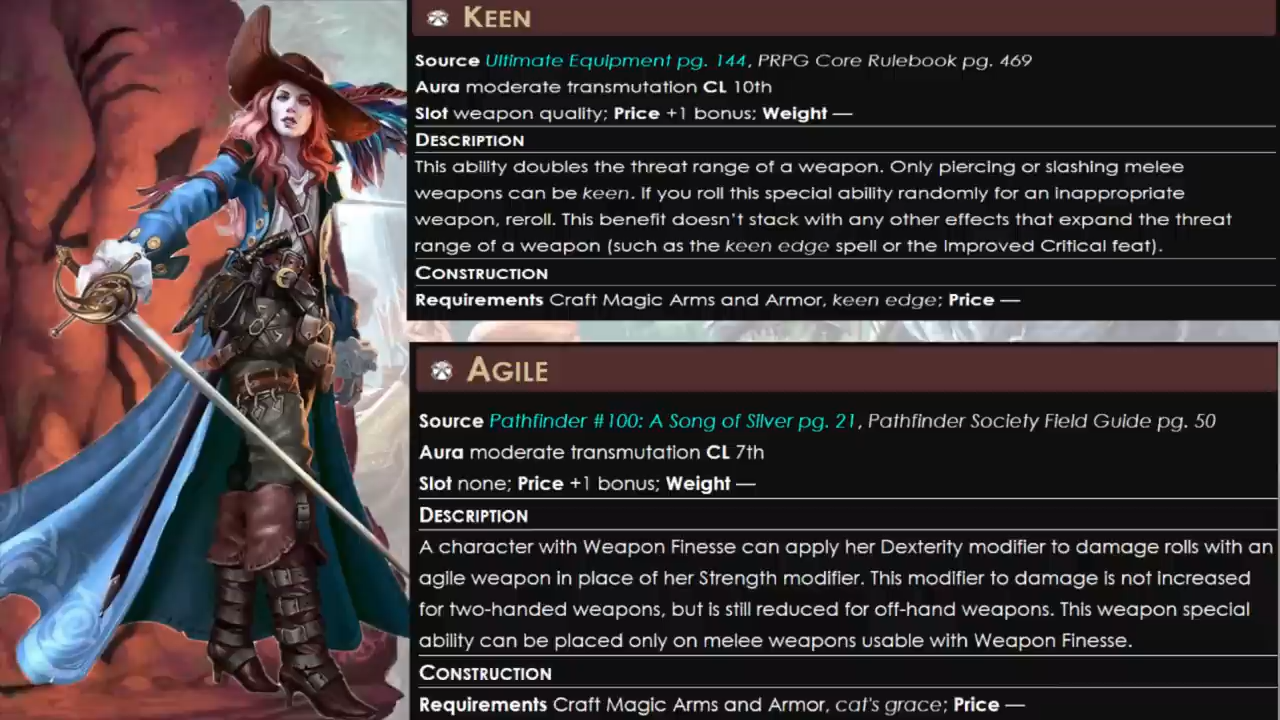 KEEN
Source Ultimate Equipment pg. 144, PRPG Core Rulebook pg. 469
Aura moderate transmutation CL 10th
Slot weapon quality; Price +1 bonus; Weight —
DESCRIPTION
This ability doubles the threat range of a weapon. Only piercing or slashing melee
weapons can be keen. If you roll this special ability randomly for an inappropriate
weapon, reroll. This benefit doesn't stack with any other effects that expand the threat
range of a weapon (such as the keen edge spell or the Improved Critical feat).
CONSTRUCTION
Requirements Craft Magic Arms and Armor, keen edge; Price —
AGILE
Source Pathfinder #100: A Song of Silver pg. 21, Pathfinder Society Field Guide pg. 50
Aura moderate transmutation CL 7th
Slot none; Price +1 bonus; Weight —
DESCRIPTION
A character with Weapon Finesse can apply her Dexterity modifier to damage rolls with an
agile weapon in place of her Strength modifier. This modifier to damage is not increased
for two-handed weapons, but is still reduced for off-hand weapons. This weapon special
ability can be placed only on melee weapons usable with Weapon Finesse.
CONSTRUCTION
Requirements Craft Magic Arms and Armor, cat's grace; Price —